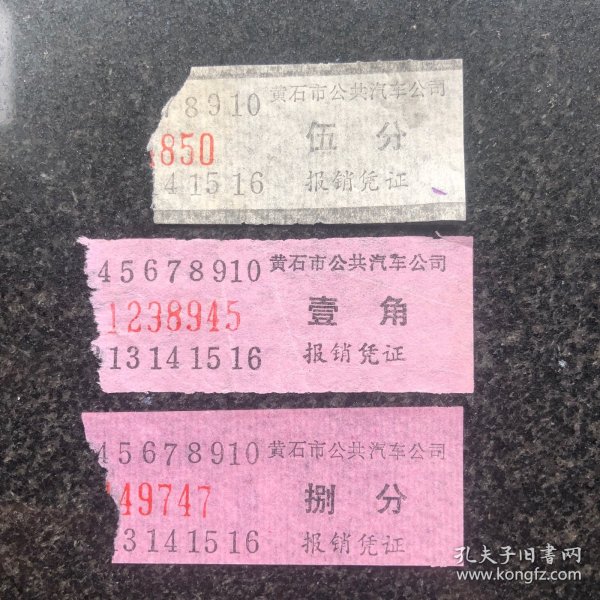 78910 黄石市公共汽车公司
850 伍分
41516 报销凭证
45678910 黄石市公共汽车公司
1238945 壹角
13141516 报销凭证
45678910 黄石市公共汽车公司
49747 捌分
13141516 报销凭证
孔夫子旧書网
www.kongfz.com